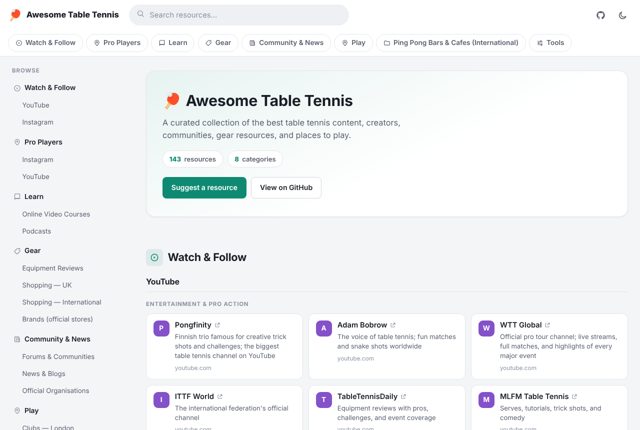 Awesome Table Tennis
Search resources...
Watch & Follow
Pro Players
Learn
Gear
Community & News
Play
Ping Pong Bars & Cafes (International)
Tools
BROWSE
Watch & Follow
YouTube
Instagram
Pro Players
Instagram
YouTube
Learn
Online Video Courses
Podcasts
Gear
Equipment Reviews
Shopping — UK
Shopping — International
Brands (official stores)
Community & News
Forums & Communities
News & Blogs
Official Organisations
Play
Clubs — London
Awesome Table Tennis
A curated collection of the best table tennis content, creators,
communities, gear resources, and places to play.
143 resources
8 categories
Suggest a resource
View on GitHub
Watch & Follow
YouTube
ENTERTAINMENT & PRO ACTION
P
Pongfinity
Finnish trio famous for creative trick
shots and challenges; the biggest
table tennis channel on YouTube
youtube.com
A
Adam Bobrow
The voice of table tennis; fun matches
and snake shots worldwide
youtube.com
W
WTT Global
Official pro tour channel; live streams,
full matches, and highlights of every
major event
youtube.com
I
ITTF World
The international federation's official
channel
youtube.com
T
TableTennisDaily
Equipment reviews with pros,
challenges, and event coverage
youtube.com
M
MLFM Table Tennis
Serves, tutorials, trick shots, and
comedy
youtube.com